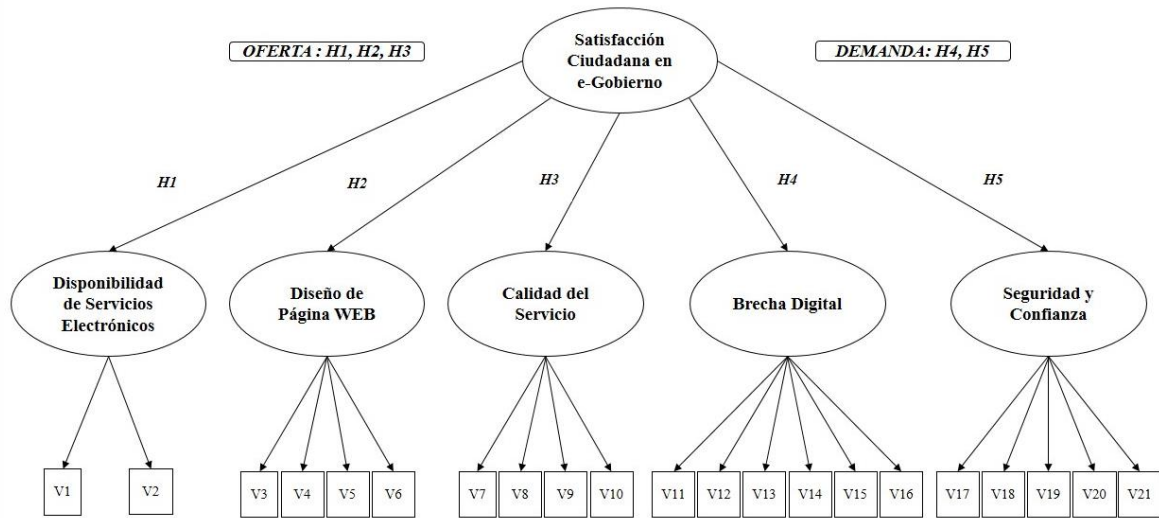 OFERTA : H1, H2, H3
Satisfacción
Ciudadana en
e-Gobierno
DEMANDA: H4, H5
H1
H2
H3
H4
H5
Disponibilidad
de Servicios
Electrónicos
Diseño de
Página WEB
Calidad del
Servicio
Brecha Digital
Seguridad y
Confianza
V1
V2
V3
V4
V5
V6
V7
V8
V9
V10
V11
V12
V13
V14
V15
V16
V17
V18
V19
V20
V21